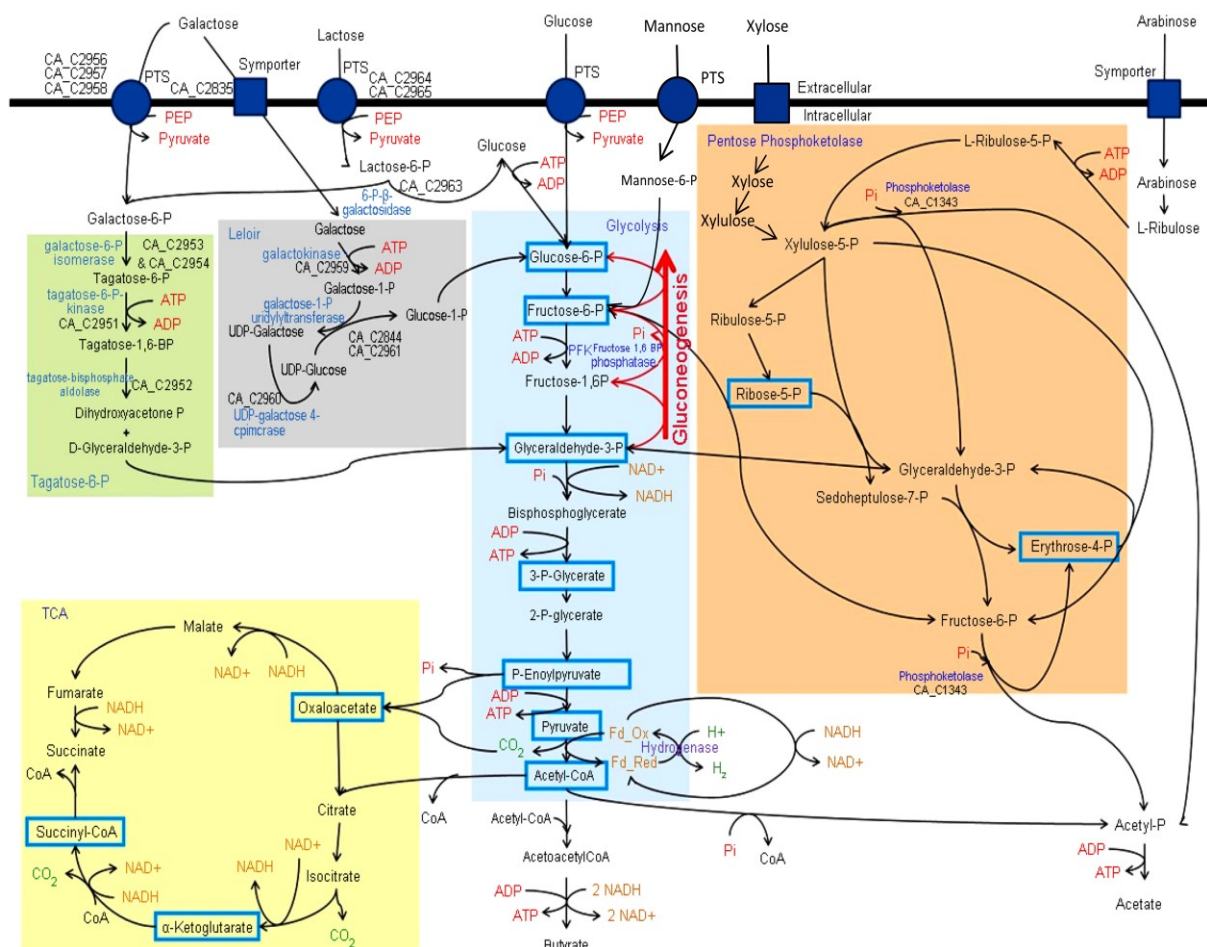 Galactose
Lactose
Glucose
Mannose
Xylose
Arabinose
CA_C2956
CA_C2957
CA_C2958
PTS
CA_C2835
Symporter
PTS
CA_C2964
CA_C2965
PTS
PTS
Symporter
Extracellular
Intracellular
PEP
Pyruvate
PEP
Pyruvate
PEP
Pyruvate
Lactose-6-P
CA_C2963
6-P-β-
galactosidase
Glucose
ATP
ADP
Mannose-6-P
Pentose Phosphoketolase
Xylose
Xylulose
Xylulose-5-P
L-Ribulose-5-P
ATP
ADP
Arabinose
L-Ribulose
Pi
Phosphoketolase
CA_C1343
Galactose-6-P
galactose-6-P
isomerase
CA_C2953
& CA_C2954
Tagatose-6-P
tagatose-6-P-
kinase
CA_C2951
ATP
ADP
Tagatose-1,6-BP
tagatose-bisphosphate
aldolase
CA_C2952
Dihydroxyacetone P
+
D-Glyceraldehyde-3-P
Tagatose-6-P
Leloir
Galactose
galactokinase
CA_C2959
ATP
ADP
Galactose-1-P
galactose-1-P
uridylyltransferase
UDP-Galactose
Glucose-1-P
CA_C2844
CA_C2961
UDP-Glucose
CA_C2960
UDP-galactose 4-
cpimcrase
Glycolysis
Glucose-6-P
Fructose-6-P
ATP
ADP
PFK
Fructose 1,6 BP
phosphatase
Pi
Gluconeogenesis
Fructose-1,6P
Glyceraldehyde-3-P
Pi
NAD+
NADH
Bisphosphoglycerate
ADP
ATP
3-P-Glycerate
2-P-glycerate
P-Enoylpyruvate
Pi
ADP
ATP
Pyruvate
CO2
Fd_Ox
Fd_Red
Hydrogenase
H+
H2
NADH
NAD+
Acetyl-CoA
Ribulose-5-P
Ribose-5-P
Glyceraldehyde-3-P
Sedoheptulose-7-P
Erythrose-4-P
Fructose-6-P
Pi
Phosphoketolase
CA_C1343
TCA
Malate
NAD+
NADH
Fumarate
NADH
NAD+
Succinate
Oxaloacetate
CoA
Succinyl-CoA
CO2
NAD+
NADH
CoA
α-Ketoglutarate
NADH
NAD+
Citrate
Isocitrate
CO2
CoA
Acetyl-CoA
AcetoacetylCoA
ADP
ATP
2 NADH
2 NAD+
Butyrate
Pi
CoA
Acetyl-P
ADP
ATP
Acetate